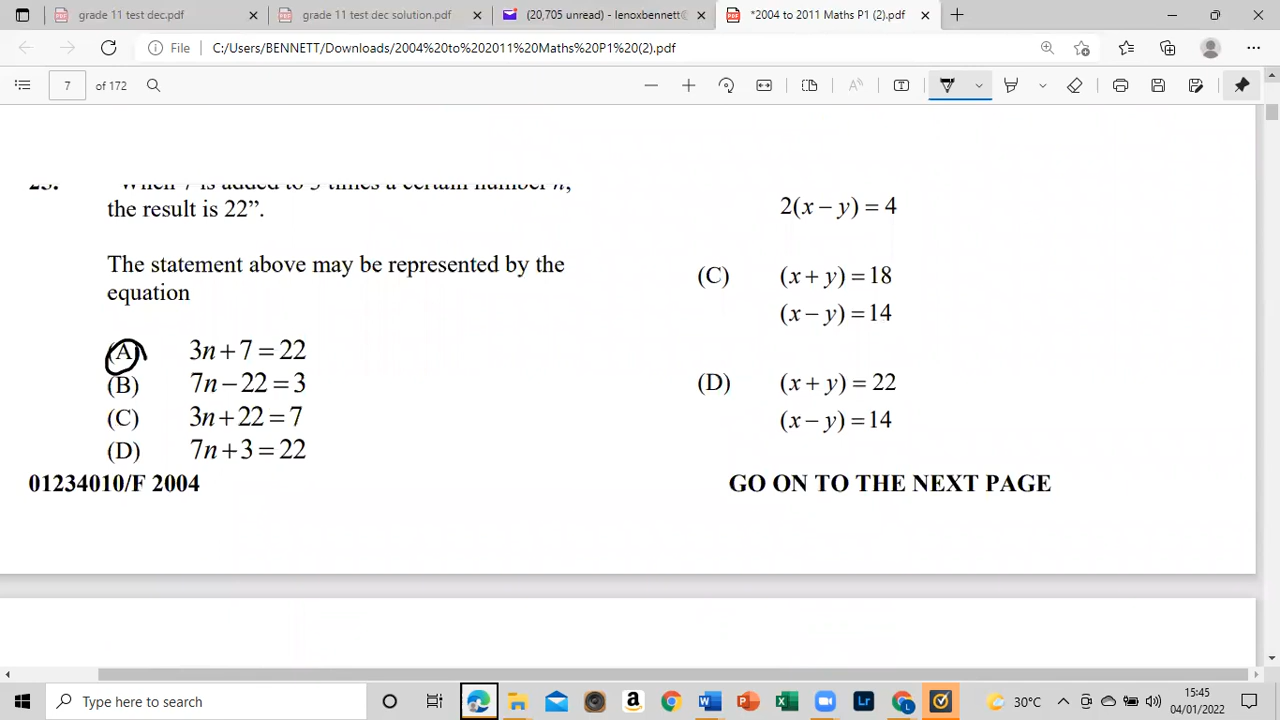 grade 11 test dec.pdf
grade 11 test dec solution.pdf
(20,705 unread) - lenoxbennett
*2004 to 2011 Maths P1 (2).pdf
File
C:/Users/BENNETT/Downloads/2004%20to%202011%20Maths%20P1%20(2).pdf
7
of 172
the result is 22”.
The statement above may be represented by the
equation
(A) 3n+7=22
(B) 7n−22=3
(C) 3n+22=7
(D) 7n+3=22
01234010/F 2004
2(x−y)=4
(C) (x+y)=18
(x−y)=14
(D) (x+y)=22
(x−y)=14
GO ON TO THE NEXT PAGE
Type here to search
30°C
15:45
04/01/2022